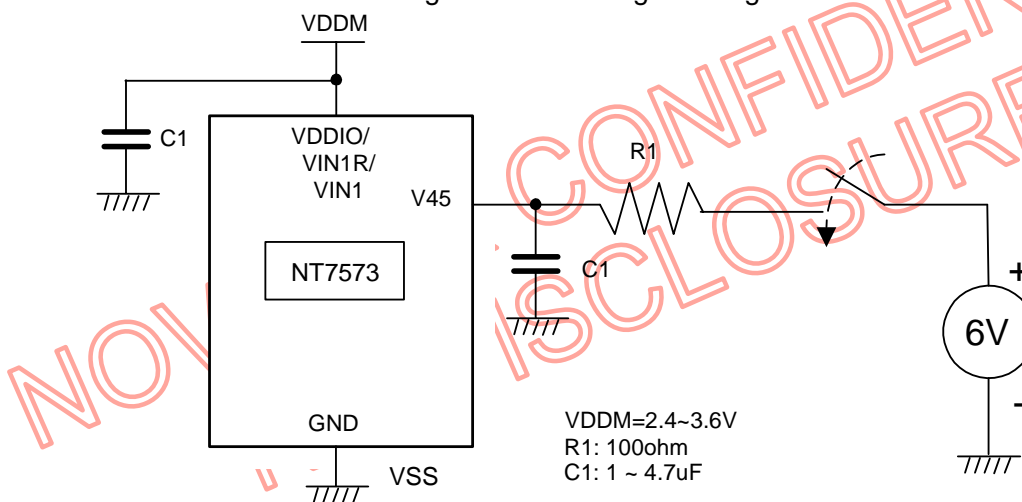 VDDM
C1
VDDIO/
VIN1R/
VIN1
V45
R1
C1
NT7573
+
6V
-
GND
VSS
VDDM=2.4~3.6V
R1: 100ohm
C1: 1 ~ 4.7uF
CONFIDEN
DISCLOSURE